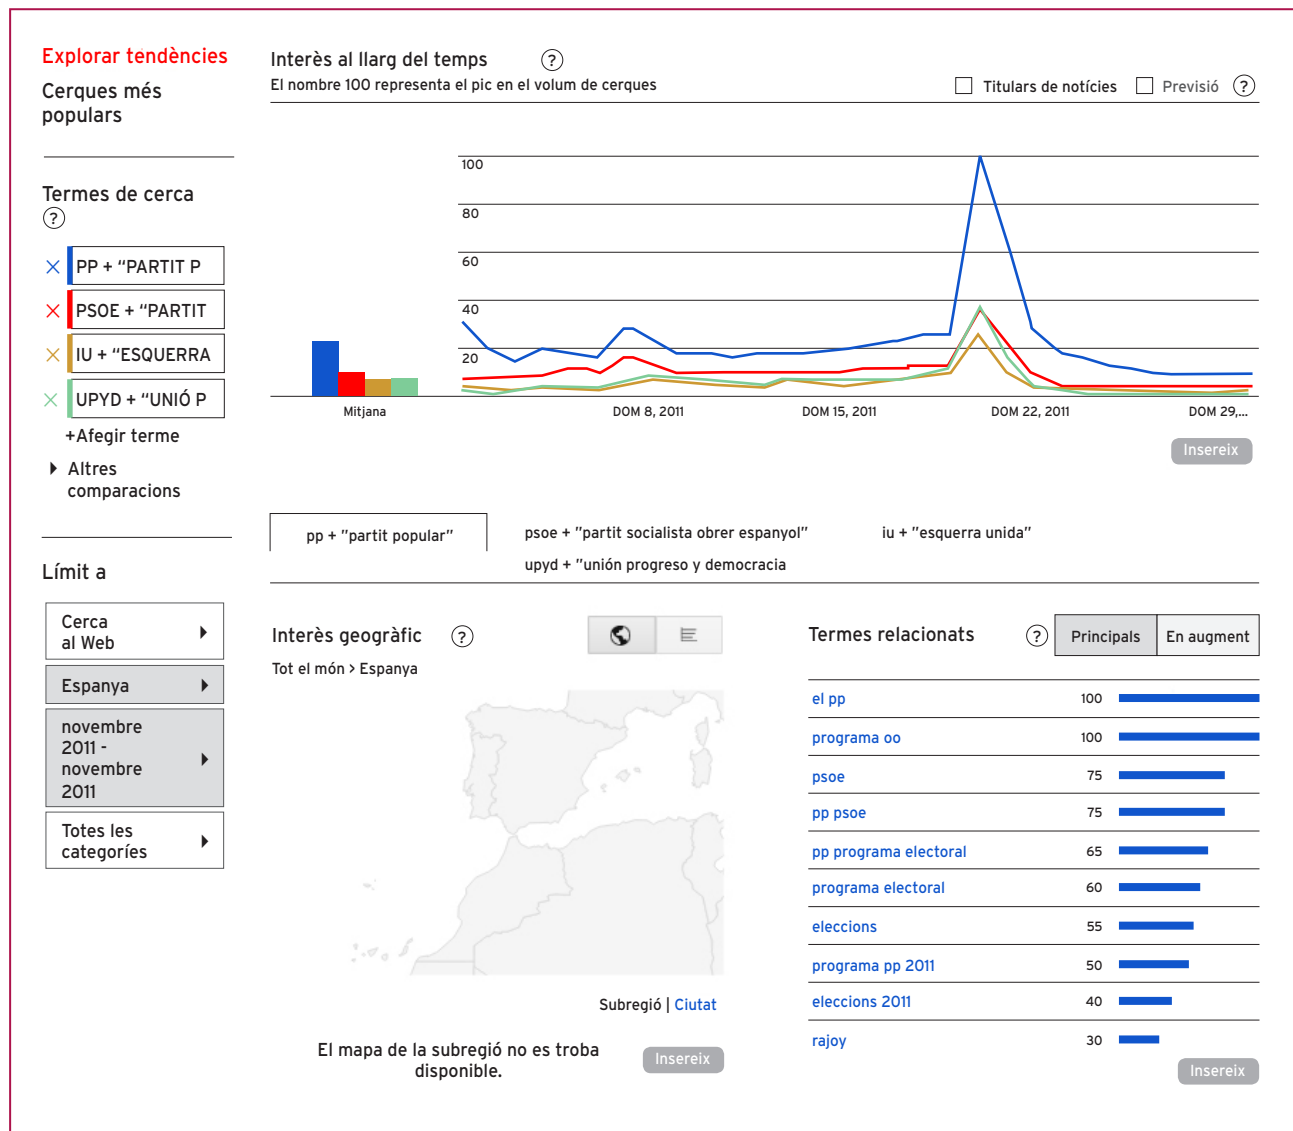 Explorar tendències
Cerques més
populars
Termes de cerca
?
PP + “PARTIT P
PSOE + “PARTIT
IU + “ESQUERRA
UPYD + “UNIÓ P
+Afegir terme
Altres
comparacions
Límit a
Cerca
al Web
Espanya
novembre
2011 -
novembre
2011
Totes les
categoríes
Interès al llarg del temps ?
El nombre 100 representa el pic en el volum de cerques
Titulars de notícies Previsió ?
100
80
60
40
20
Mitjana DOM 8, 2011 DOM 15, 2011 DOM 22, 2011 DOM 29,...
Insereix
pp + ”partit popular” psoe + ”partit socialista obrer espanyol” iu + ”esquerra unida”
upyd + ”unión progreso y democracia
Interès geogràfic ?
Tot el món > Espanya
Subregió | Ciutat
El mapa de la subregió no es troba
disponible.
Insereix
Termes relacionats ? Principals En augment
el pp 100
programa oo 100
psoe 75
pp psoe 75
pp programa electoral 65
programa electoral 60
eleccions 55
programa pp 2011 50
eleccions 2011 40
rajoy 30
Insereix